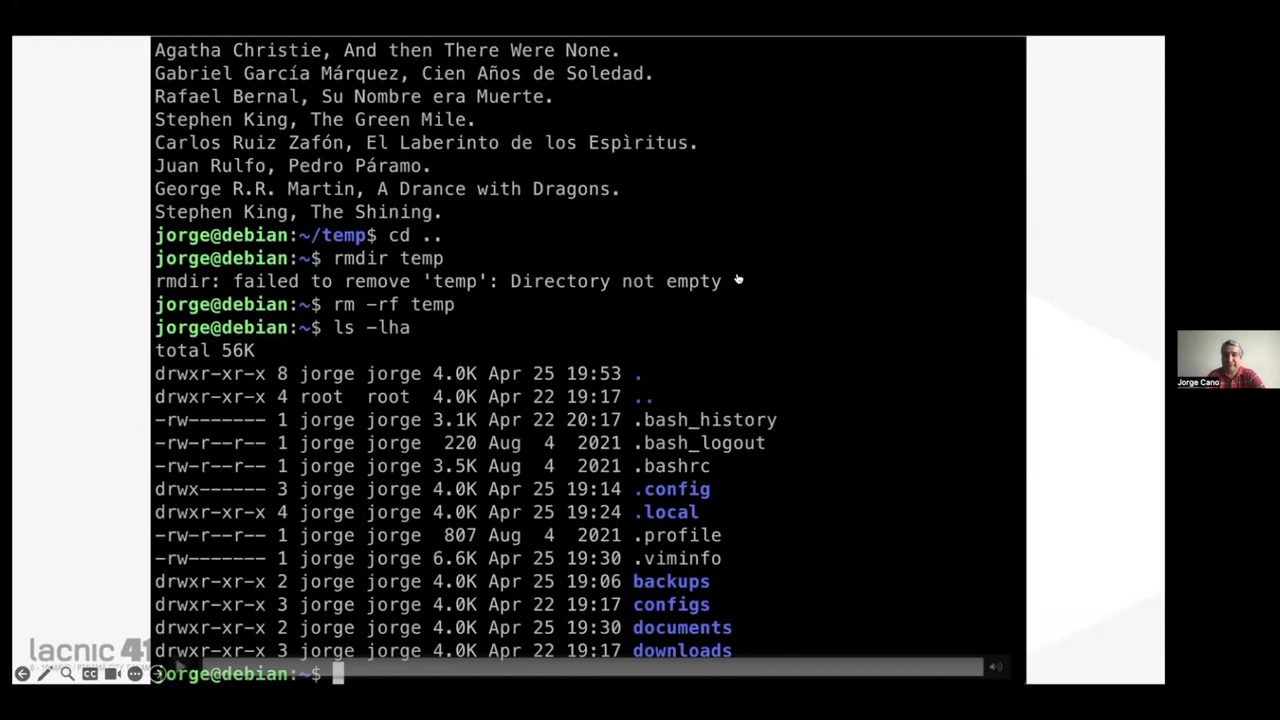 Agatha Christie, And then There Were None.
Gabriel García Márquez, Cien Años de Soledad.
Rafael Bernal, Su Nombre era Muerte.
Stephen King, The Green Mile.
Carlos Ruiz Zafón, El Laberinto de los Espìritus.
Juan Rulfo, Pedro Páramo.
George R.R. Martin, A Drance with Dragons.
Stephen King, The Shining.
jorge@debian:~/temp$ cd ..
jorge@debian:~$ rmdir temp
rmdir: failed to remove 'temp': Directory not empty
jorge@debian:~$ rm -rf temp
jorge@debian:~$ ls -lha
total 56K
drwxr-xr-x 8 jorge jorge 4.0K Apr 25 19:53 .
drwxr-xr-x 4 root  root  4.0K Apr 22 19:17 ..
-rw------- 1 jorge jorge 3.1K Apr 22 20:17 .bash_history
-rw-r--r-- 1 jorge jorge  220 Aug  4  2021 .bash_logout
-rw-r--r-- 1 jorge jorge 3.5K Aug  4  2021 .bashrc
drwx------ 3 jorge jorge 4.0K Apr 25 19:14 .config
drwxr-xr-x 4 jorge jorge 4.0K Apr 25 19:24 .local
-rw-r--r-- 1 jorge jorge  807 Aug  4  2021 .profile
-rw------- 1 jorge jorge 6.6K Apr 25 19:30 .viminfo
drwxr-xr-x 2 jorge jorge 4.0K Apr 25 19:06 backups
drwxr-xr-x 3 jorge jorge 4.0K Apr 22 19:17 configs
drwxr-xr-x 2 jorge jorge 4.0K Apr 25 19:30 documents
drwxr-xr-x 3 jorge jorge 4.0K Apr 22 19:17 downloads
jorge@debian:~$
lacnic 41
Jorge Cano